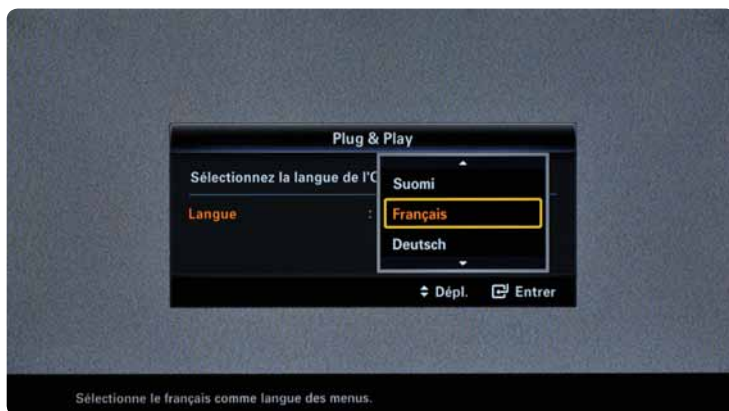 Plug & Play
Sélectionnez la langue de l'O
Suomi
Langue : Français
Deutsch
Dépl. Entrer
Sélectionne le français comme langue des menus.